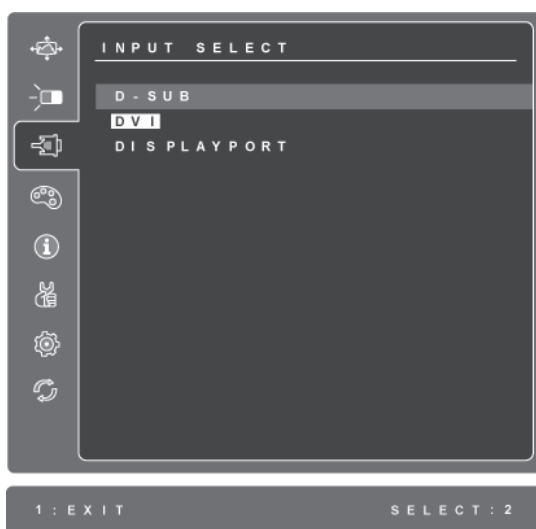 INPUT SELECT
D-SUB
DVI
DISPLAYPORT
1:EXIT SELECT:2